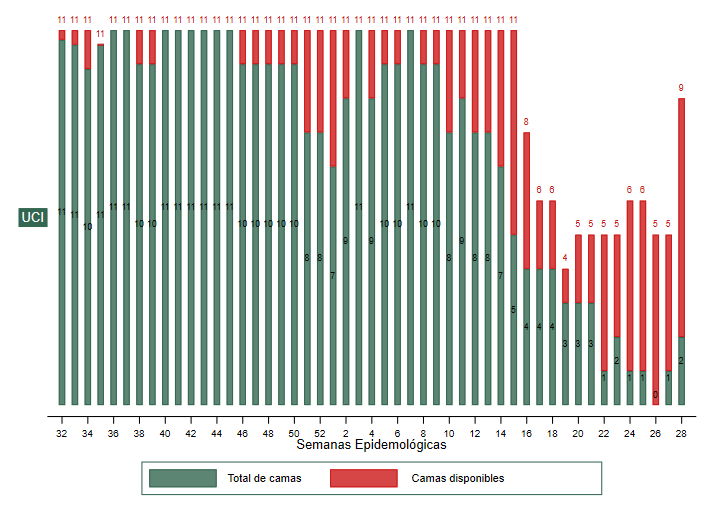 11 11 11 11 11 11 11 11 11 11 11 11 11 11 11 11 11 11 11 11 11 11 11 11 11 11 11 11 11 11 11 11 11 11 11 11 8 6 6 4 5 5 5 5 6 6 5 5 9
UCI
11 11 10 11 11 11 10 10 11 11 11 11 11 11 10 10 10 10 10 8 8 7 9 11 9 10 10 11 10 10 8 9 8 8 7 5 4 4 4 3 3 3 1 2 1 1 0 1 2
32 34 36 38 40 42 44 46 48 50 52 2 4 6 8 10 12 14 16 18 20 22 24 26 28
Semanas Epidemológicas
Total de camas Camas disponibles